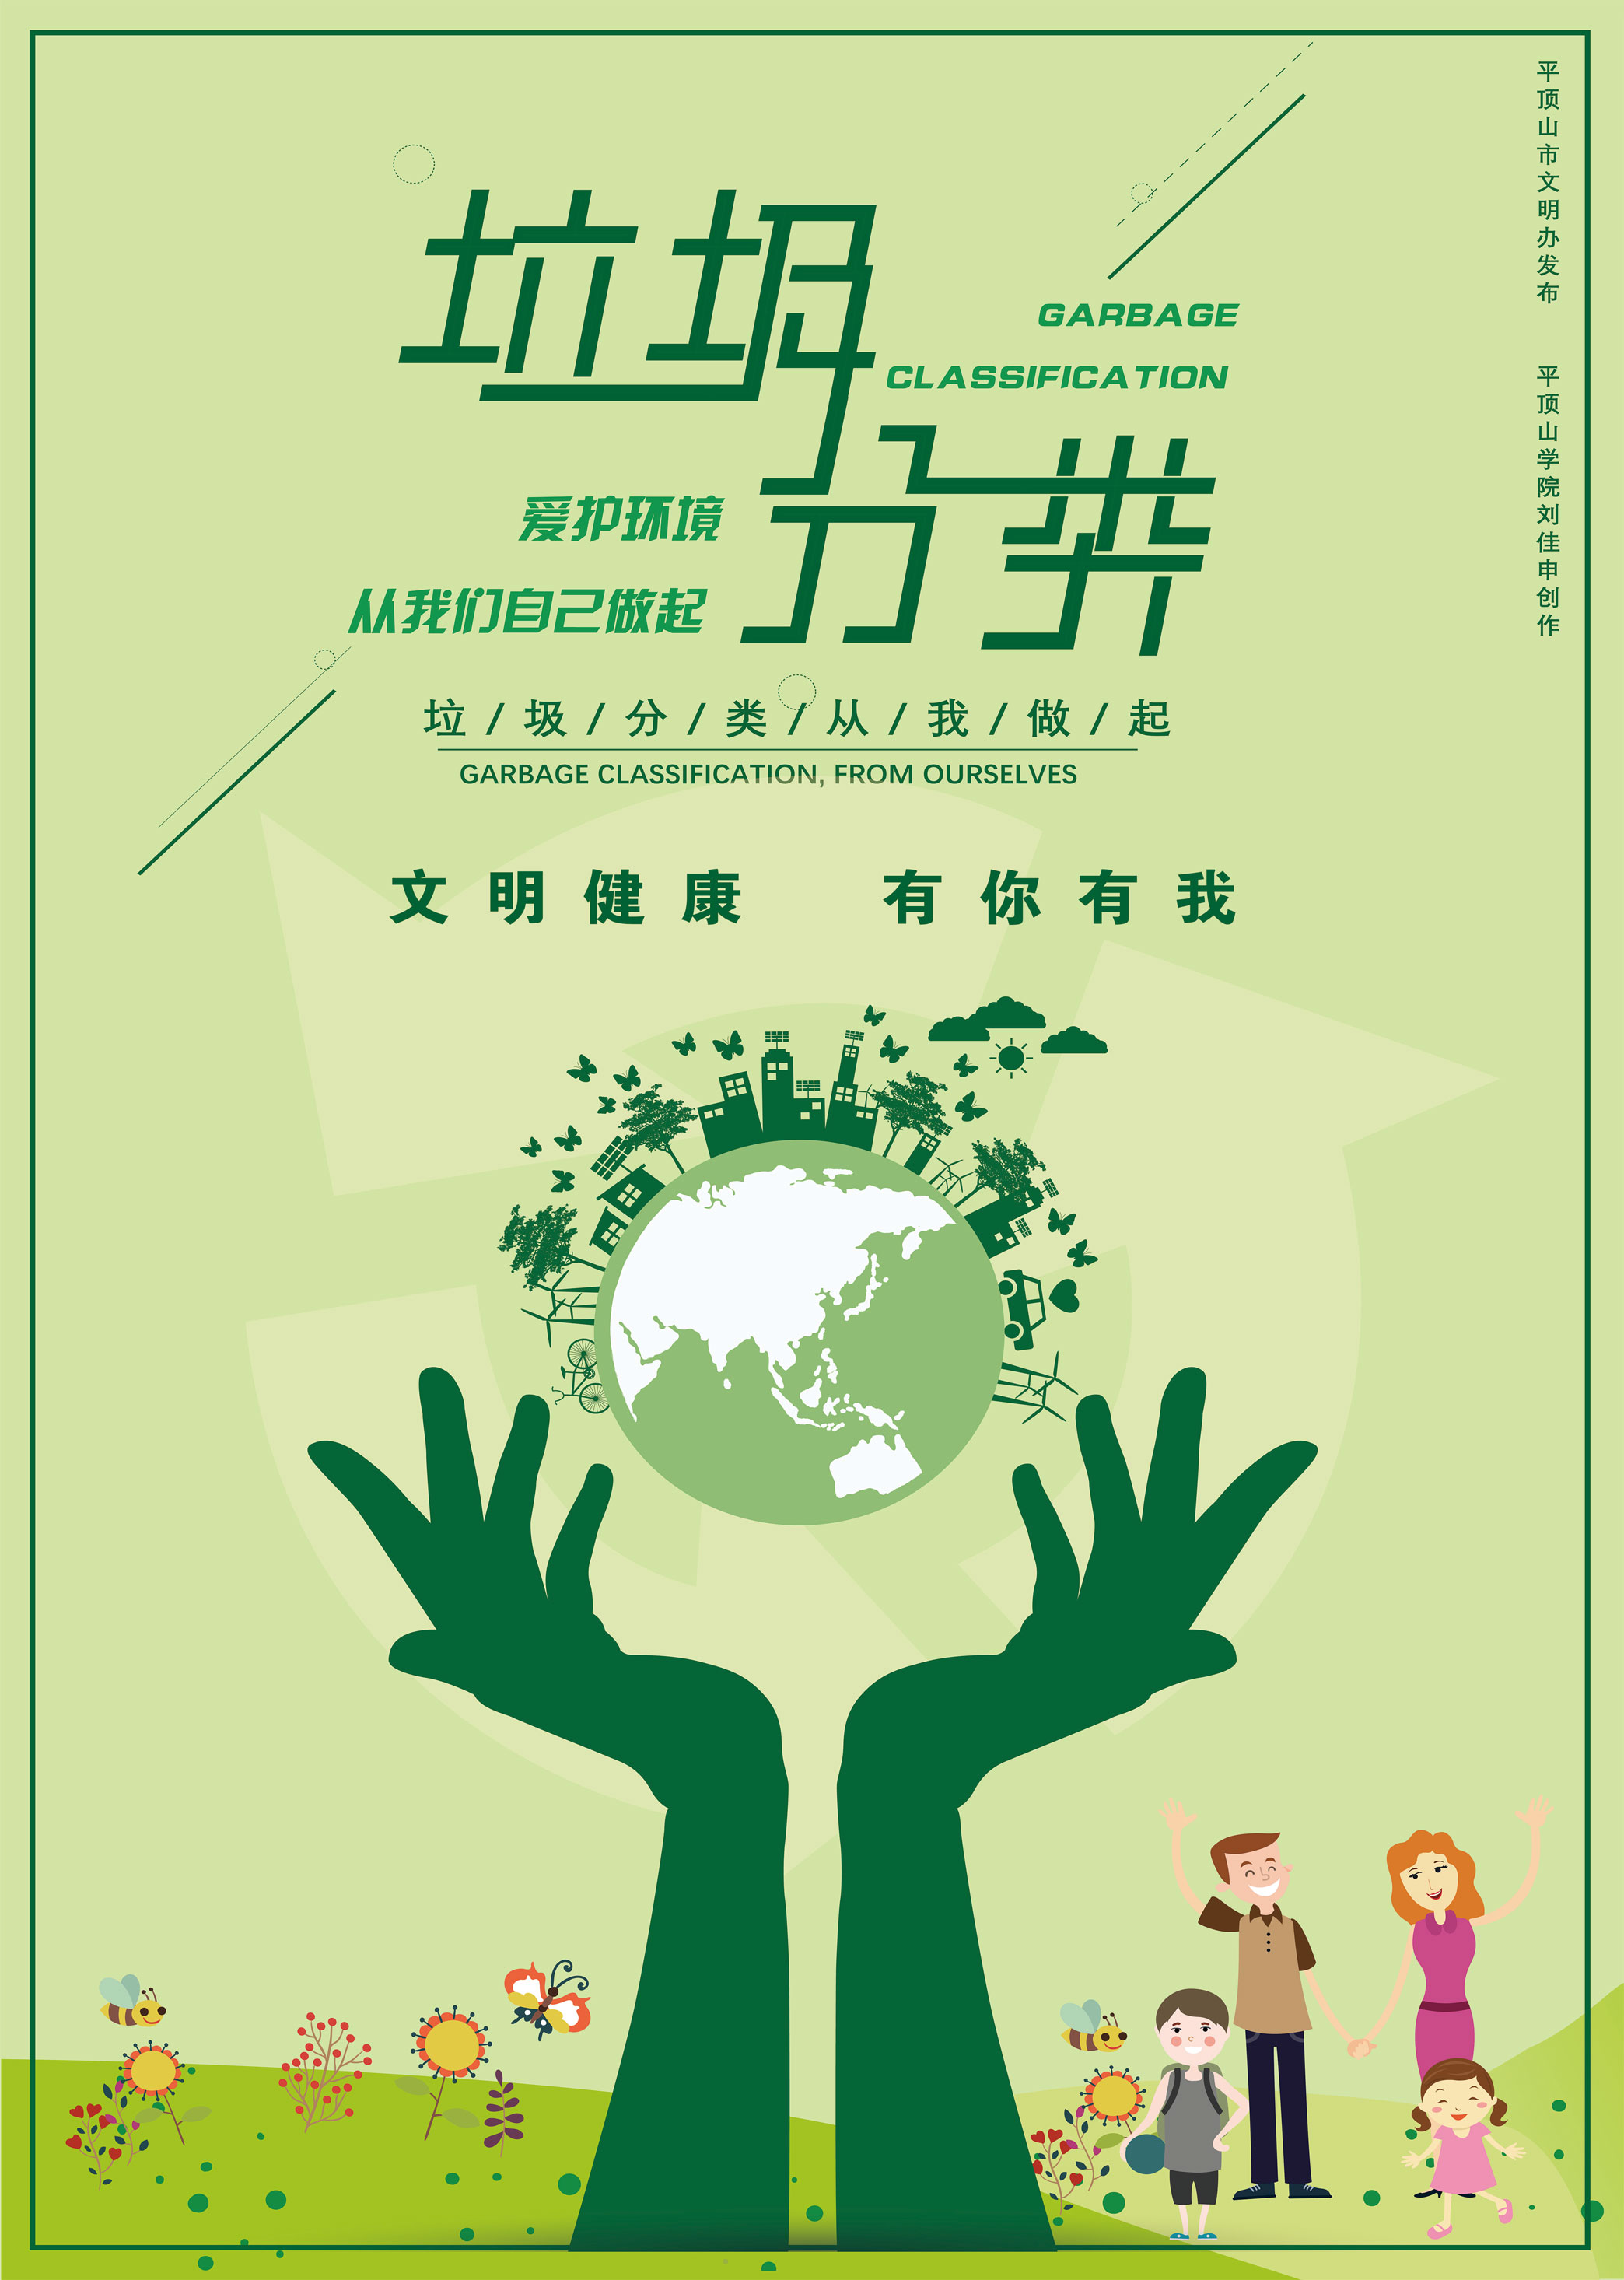 垃圾
分类
GARBAGE
CLASSIFICATION
爱护环境
从我们自己做起
垃/圾/分/类/从/我/做/起
GARBAGE CLASSIFICATION, FROM OURSELVES
文明健康 有你有我
平顶山市文明办发布
平顶山学院刘佳申创作